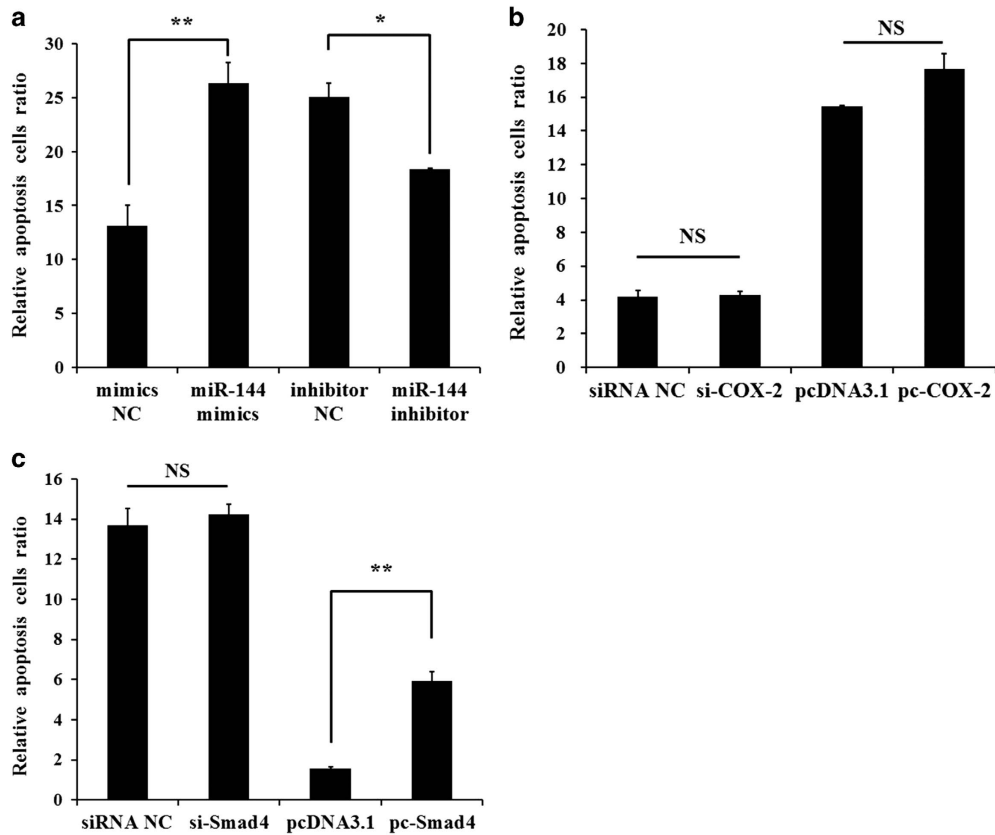 a
** *
Relative apoptosis cells ratio
30
25
20
15
10
5
0
mimics NC
miR-144 mimics
inhibitor NC
miR-144 inhibitor
b
NS
NS
Relative apoptosis cells ratio
20
18
16
14
12
10
8
6
4
2
0
siRNA NC si-COX-2 pcDNA3.1 pc-COX-2
c
NS
**
Relative apoptosis cells ratio
16
14
12
10
8
6
4
2
0
siRNA NC si-Smad4 pcDNA3.1 pc-Smad4